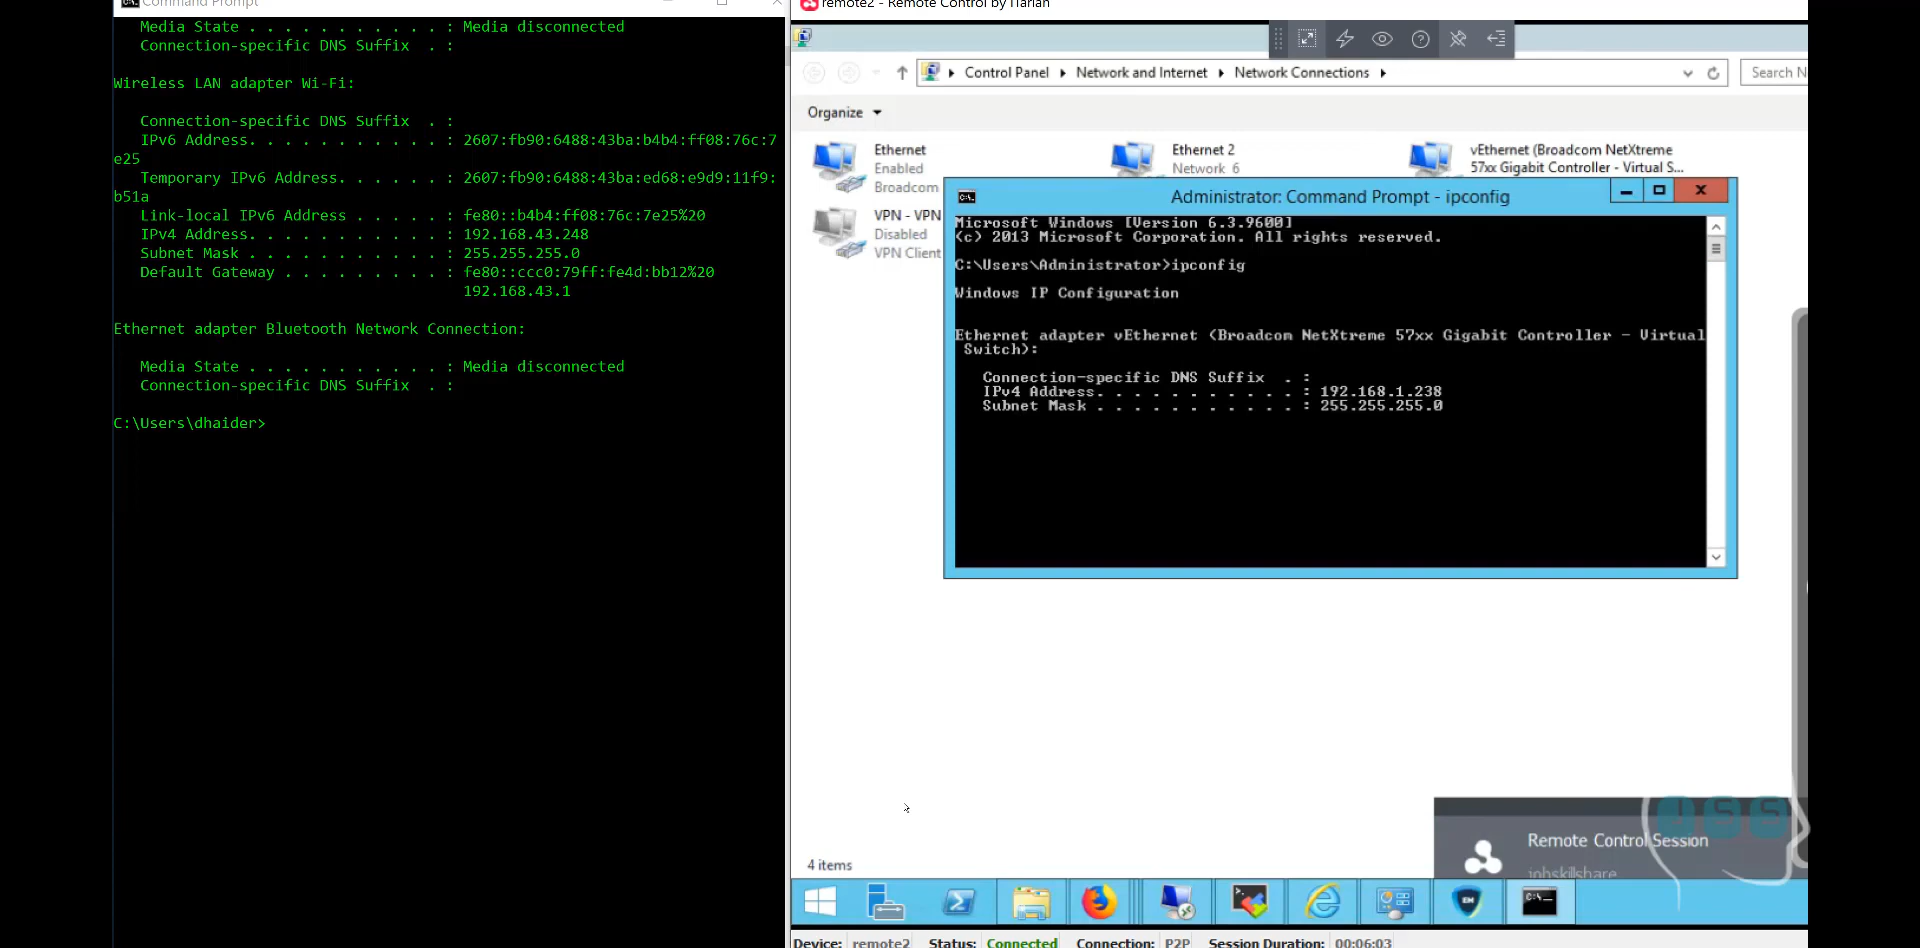 Command Prompt
Media State . . . . . . . . . . . : Media disconnected
Connection-specific DNS Suffix  . :
Wireless LAN adapter Wi-Fi:
Connection-specific DNS Suffix  . :
IPv6 Address. . . . . . . . . . . : 2607:fb90:6488:43ba:b4b4:ff08:76c:7
e25
Temporary IPv6 Address. . . . . . : 2607:fb90:6488:43ba:ed68:e9d9:11f9:
b51a
Link-local IPv6 Address . . . . . : fe80::b4b4:ff08:76c:7e25%20
IPv4 Address. . . . . . . . . . . : 192.168.43.248
Subnet Mask . . . . . . . . . . . : 255.255.255.0
Default Gateway . . . . . . . . . : fe80::ccc0:79ff:fe4d:bb12%20
192.168.43.1
Ethernet adapter Bluetooth Network Connection:
Media State . . . . . . . . . . . : Media disconnected
Connection-specific DNS Suffix  . :
C:\Users\dhaider>
remote2 - Remote Control by ITarian
Control Panel Network and Internet Network Connections
Search N
Organize
Ethernet
Enabled
Broadcom
Ethernet 2
Network 6
vEthernet (Broadcom NetXtreme
57xx Gigabit Controller - Virtual S...
VPN - VPN
Disabled
VPN Client
Administrator: Command Prompt - ipconfig
Microsoft Windows [Version 6.3.9600]
(c) 2013 Microsoft Corporation. All rights reserved.
C:\Users\Administrator>ipconfig
Windows IP Configuration
Ethernet adapter vEthernet (Broadcom NetXtreme 57xx Gigabit Controller - Virtual
Switch):
Connection-specific DNS Suffix  . :
IPv4 Address. . . . . . . . . . . : 192.168.1.238
Subnet Mask . . . . . . . . . . . : 255.255.255.0
4 items
JSS
Remote Control Session
jobskillshare
Device: remote2 Status: Connected Connection: P2P Session Duration: 00:06:03